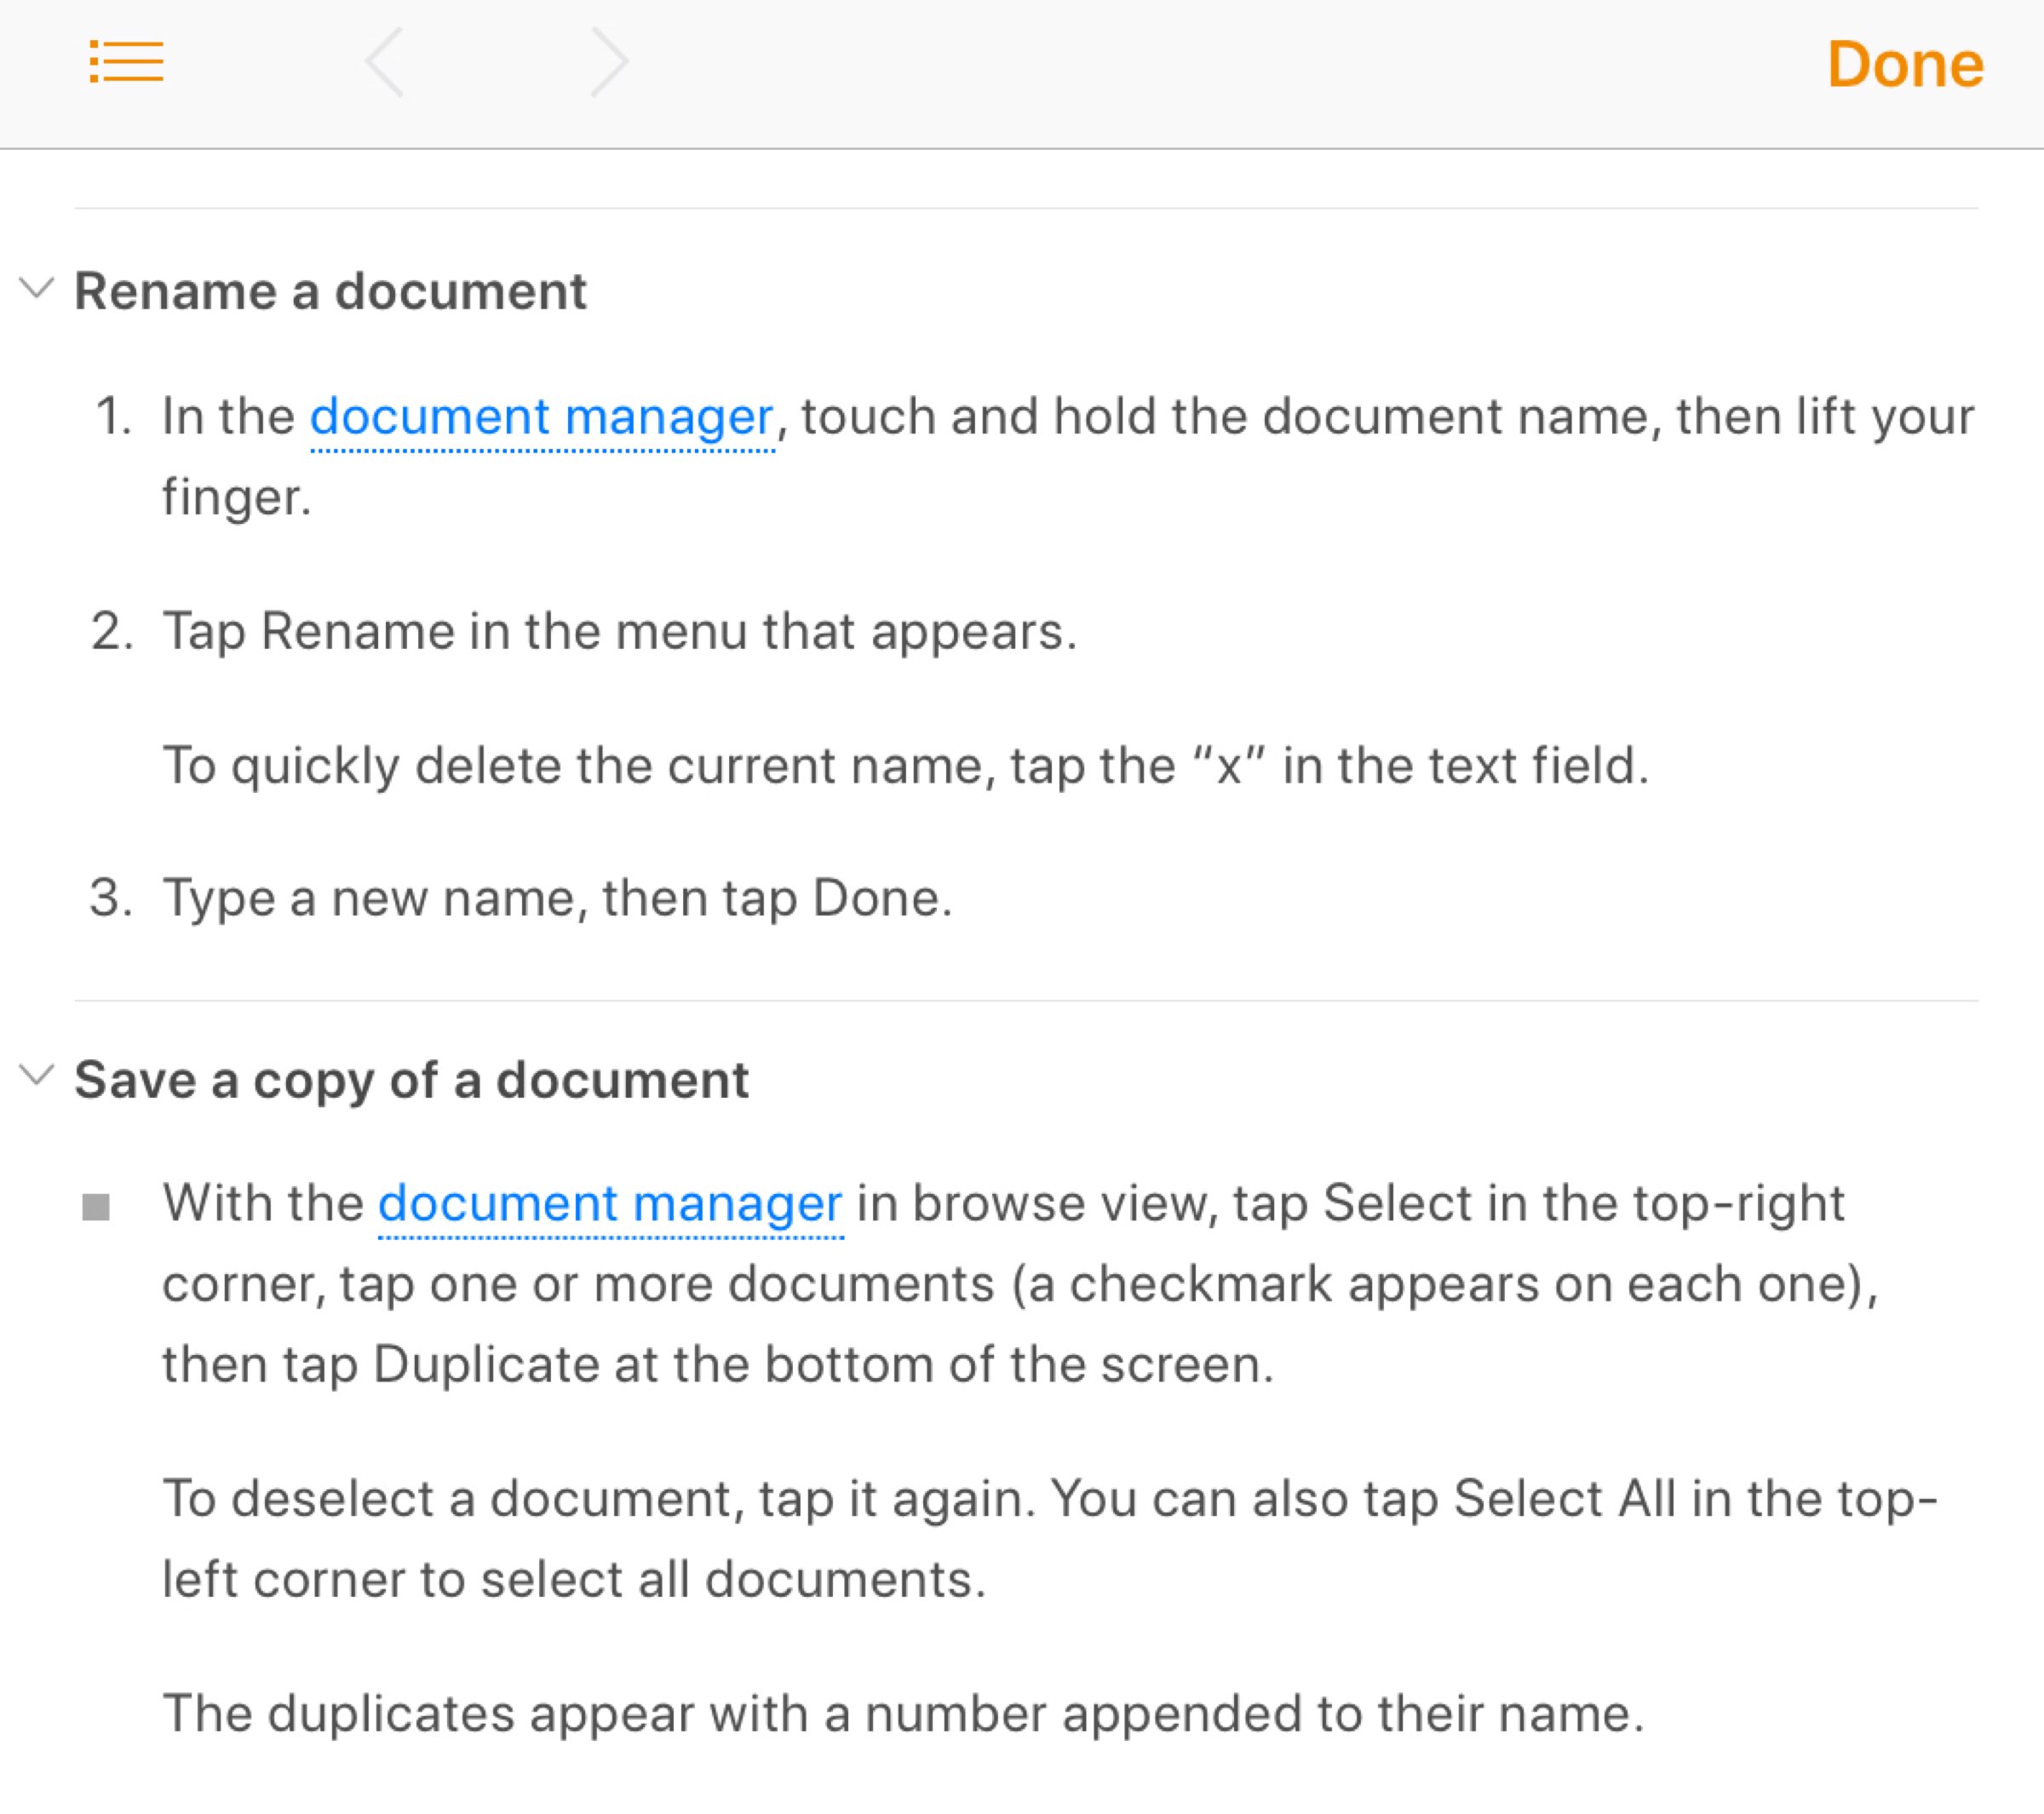 Done
Rename a document
1. In the document manager, touch and hold the document name, then lift your
finger.
2. Tap Rename in the menu that appears.
To quickly delete the current name, tap the “x” in the text field.
3. Type a new name, then tap Done.
Save a copy of a document
With the document manager in browse view, tap Select in the top-right
corner, tap one or more documents (a checkmark appears on each one),
then tap Duplicate at the bottom of the screen.
To deselect a document, tap it again. You can also tap Select All in the top-
left corner to select all documents.
The duplicates appear with a number appended to their name.